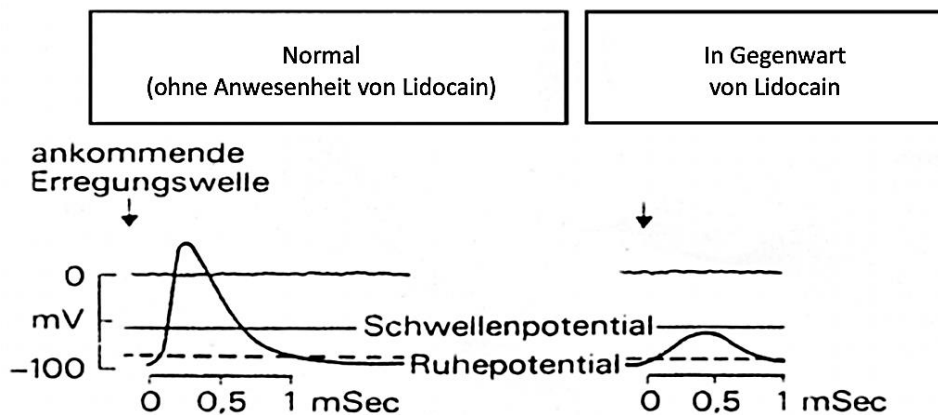 Normal
(ohne Anwesenheit von Lidocain)
In Gegenwart
von Lidocain
ankommende
Erregungswelle
0
mV
-100
Schwellenpotential
Ruhepotential
0 0,5 1 mSec
0 0,5 1 mSec